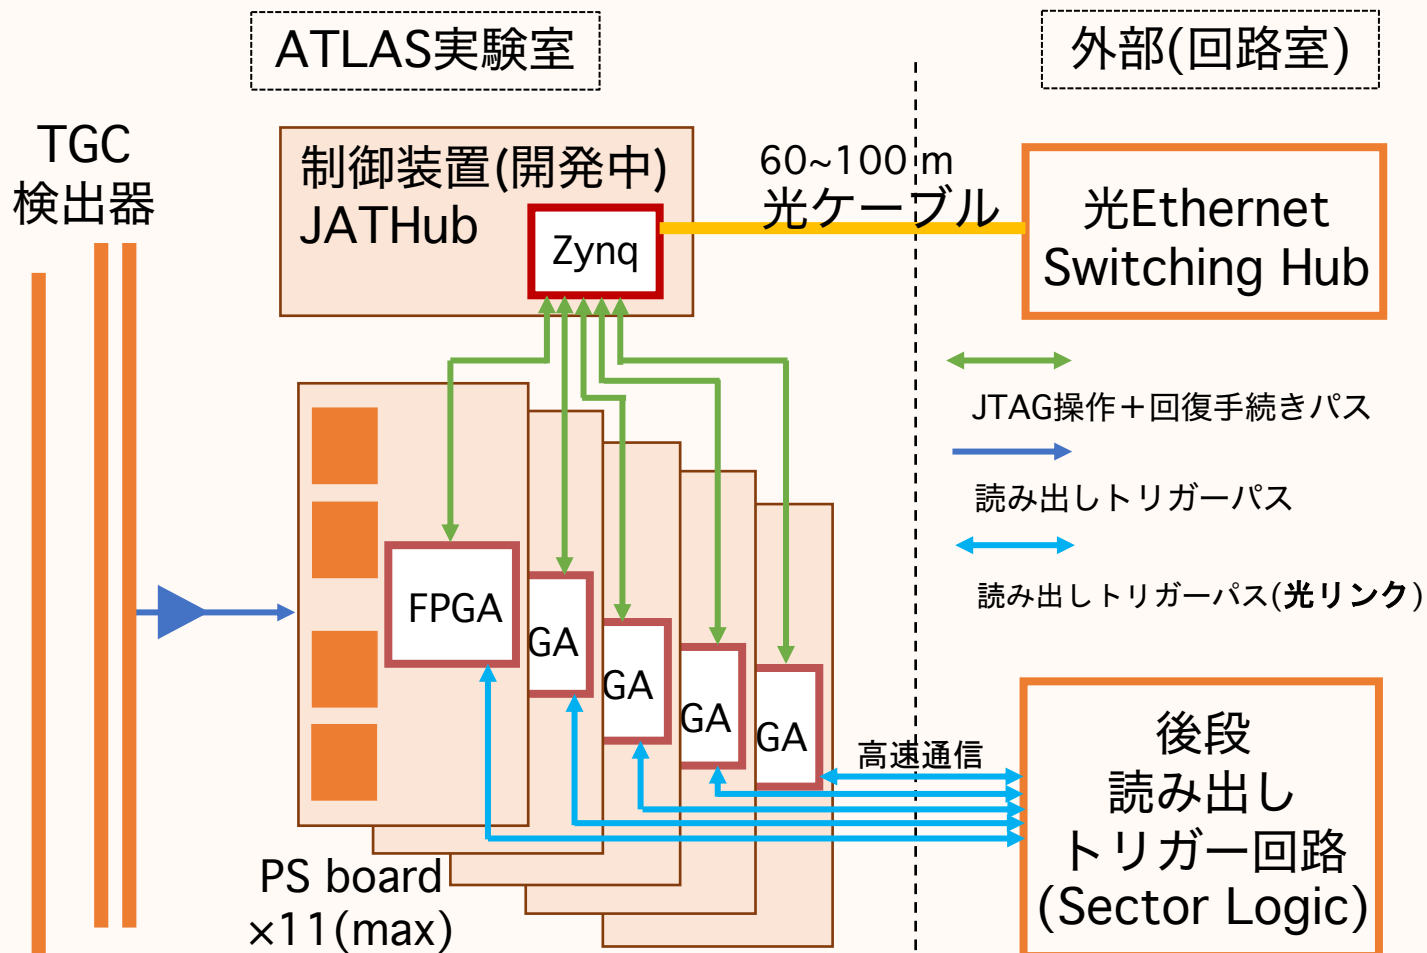 ATLAS実験室
外部(回路室)
TGC
検出器
制御装置(開発中)
JATHub
Zynq
60~100 m
光ケーブル
光Ethernet
Switching Hub
JTAG操作＋回復手続きパス
読み出しトリガーパス
読み出しトリガーパス(光リンク)
FPGA
GA
GA
GA
GA
高速通信
後段
読み出し
トリガー回路
(Sector Logic)
PS board
×11(max)